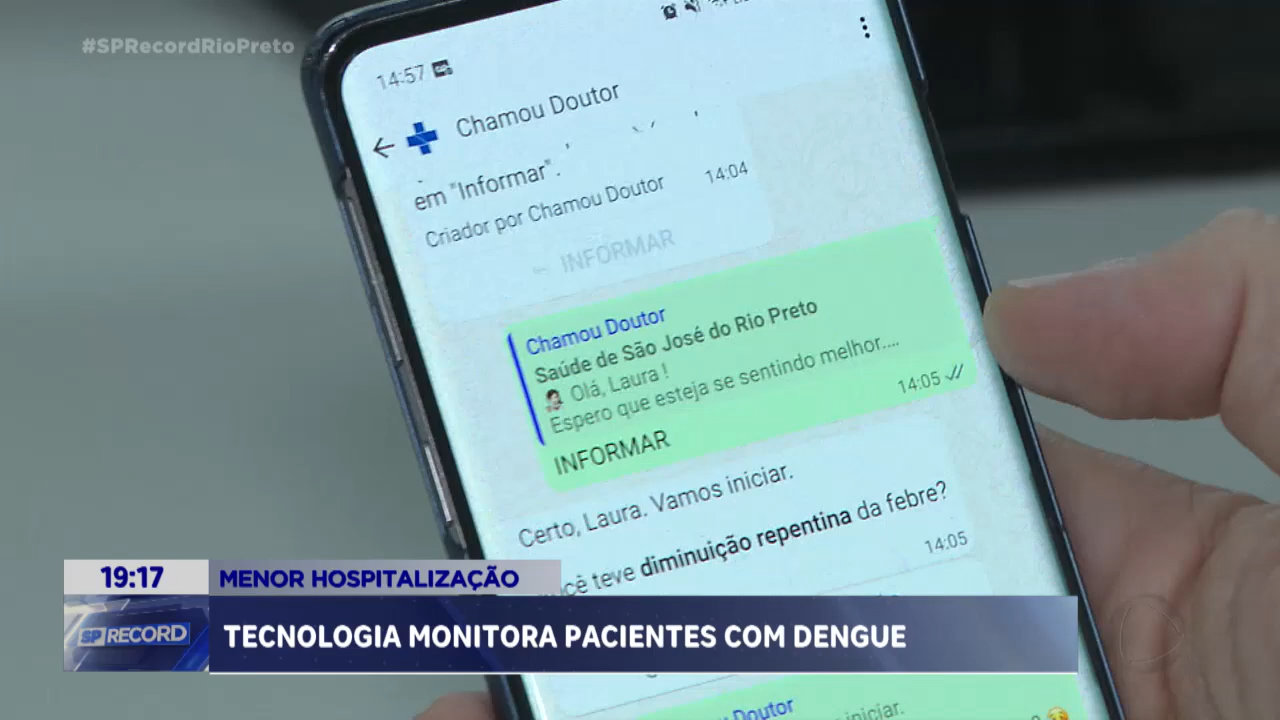 #SPRecordRioPreto
14:57
Chamou Doutor
em "Informar".
Criador por Chamou Doutor
14:04
INFORMAR
Chamou Doutor
Saúde de São José do Rio Preto
Olá, Laura !
Espero que esteja se sentindo melhor....
14:05
INFORMAR
Certo, Laura. Vamos iniciar.
teve diminuição repentina da febre?
14:05
19:17
MENOR HOSPITALIZAÇÃO
SP RECORD
TECNOLOGIA MONITORA PACIENTES COM DENGUE
Doutor
iniciar.